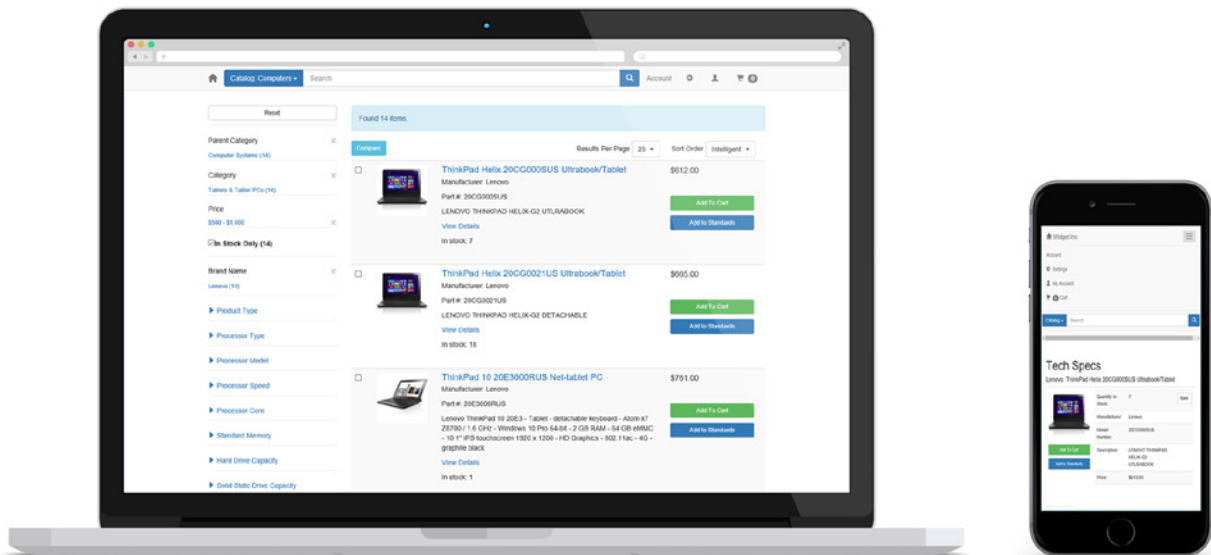 Catalog: Computers
Search
Account
0
Reset
Found 14 items.
Parent Category
Computer Systems (14)
Category
Tablets & Tablet PCs (14)
Price
$500 - $1,000
In Stock Only (14)
Brand Name
Lenovo (14)
Product Type
Processor Type
Processor Model
Processor Speed
Processor Core
Standard Memory
Hard Drive Capacity
Solid State Drive Capacity
Compare
Results Per Page 25
Sort Order Intelligent
ThinkPad Helix 20CG000SUS Ultrabook/Tablet
Manufacturer: Lenovo
Part #: 20CG000SUS
LENOVO THINKPAD HELIX-G2 UTLRABOOK
View Details
In stock: 7
$612.00
Add To Cart
Add to Standards
ThinkPad Helix 20CG0021US Ultrabook/Tablet
Manufacturer: Lenovo
Part #: 20CG0021US
LENOVO THINKPAD HELIX-G2 DETACHABLE
View Details
In stock: 18
Add To Cart
Add to Standards
ThinkPad 10 20E3000RUS Net-tablet PC
Manufacturer: Lenovo
Part #: 20E3000RUS
Lenovo ThinkPad 10 20E3 - Tablet - detachable keyboard - Atom x7
Z8700 / 1.6 GHz - Windows 10 Pro 64-bit - 2 GB RAM - 64 GB eMMC
- 10.1" IPS touchscreen 1920 x 1200 - HD Graphics - 802.11ac - 4G -
graphite black
View Details
In stock: 1
$761.00
Add To Cart
Add to Standards
Widget Inc
Account
Settings
My Account
0 Cart
Catalog
Search
Tech Specs
Lenovo: ThinkPad Helix 20CG000SUS Ultrabook/Tablet
Quantity In Stock: 7
Manufacturer: Lenovo
Model Number: 20CG000SUS
Description: LENOVO THINKPAD
HELIX-G2
UTLRABOOK
Price: $612.00
Add To Cart
Add to Standards